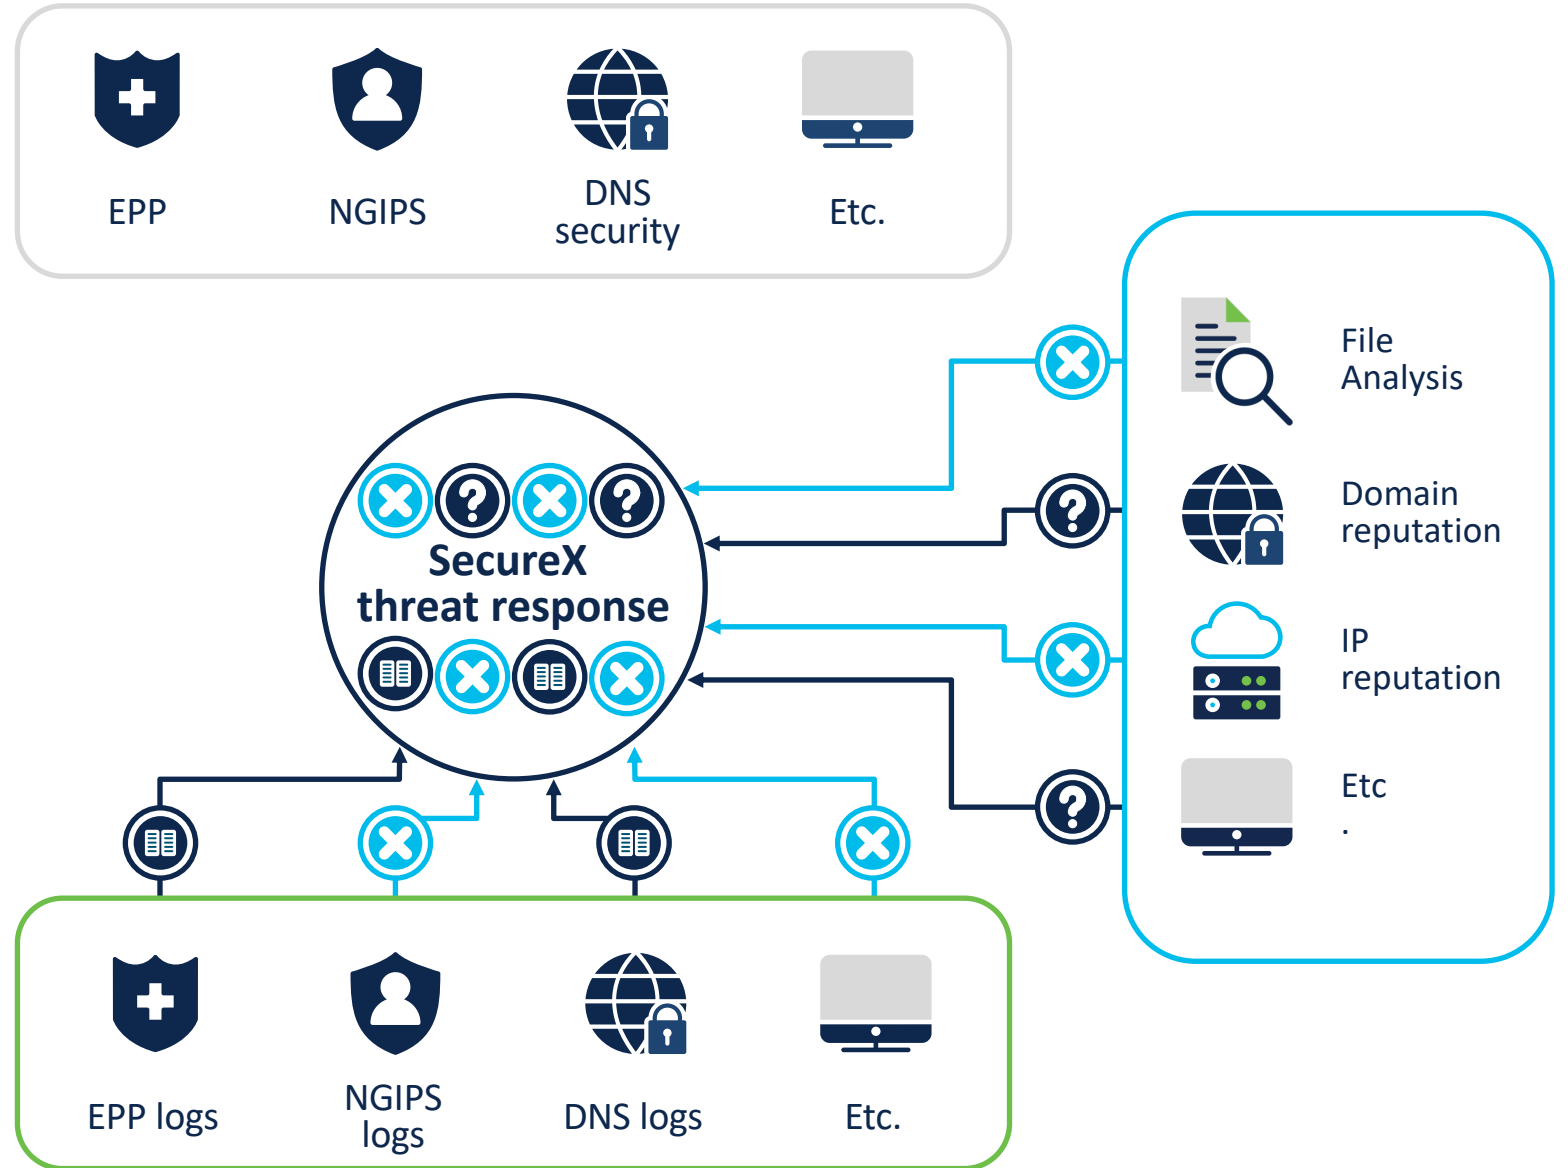 EPP
NGIPS
DNS
security
Etc.
File
Analysis
Domain
reputation
SecureX
threat response
IP
reputation
Etc
.
EPP logs
NGIPS
logs
DNS logs
Etc.